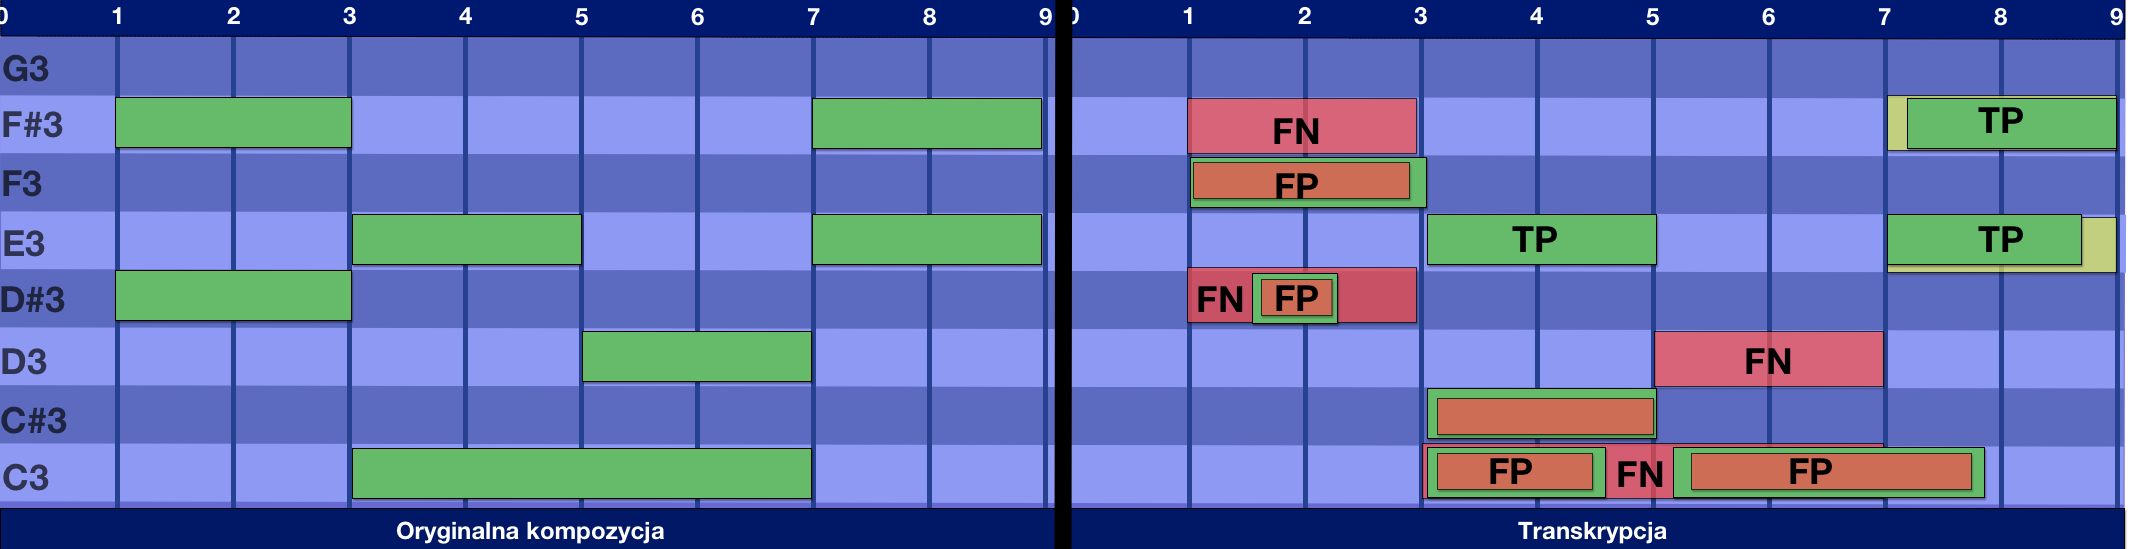 0 1 2 3 4 5 6 7 8 9 0 1 2 3 4 5 6 7 8 9
G3
F#3 FN TP
F3 FP
E3 TP TP
D#3 FN FP
D3 FN
C#3
C3 FP FN FP
Oryginalna kompozycja Transkrypcja